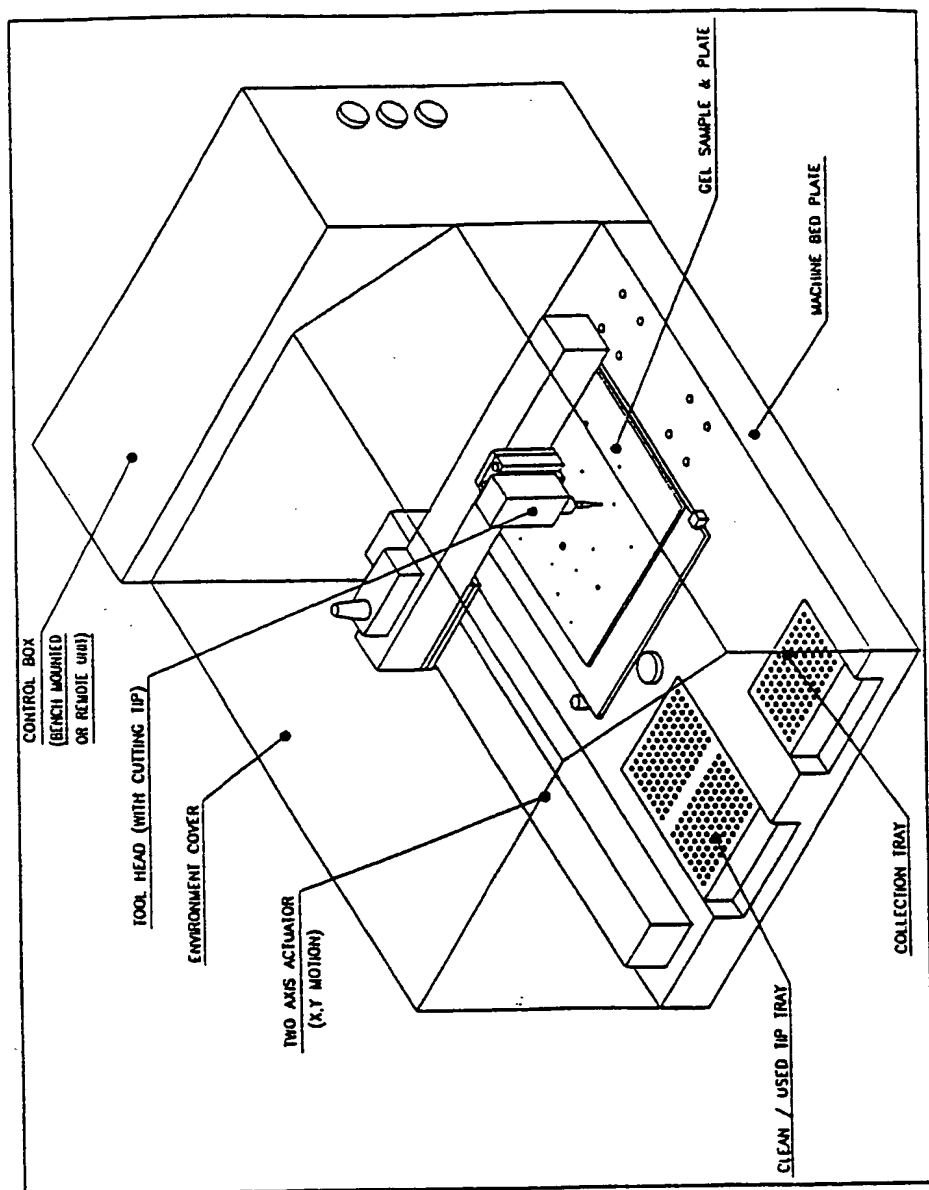 CONTROL BOX
(BENCH MOUNTED
OR REMOTE UNIT)
TOOL HEAD (WITH CUTTING TIP)
ENVIRONMENT COVER
TWO AXIS ACTUATOR
(X,Y MOTION)
CLEAN / USED TIP TRAY
COLLECTION TRAY
MACHINE BED PLATE
GEL SAMPLE & PLATE